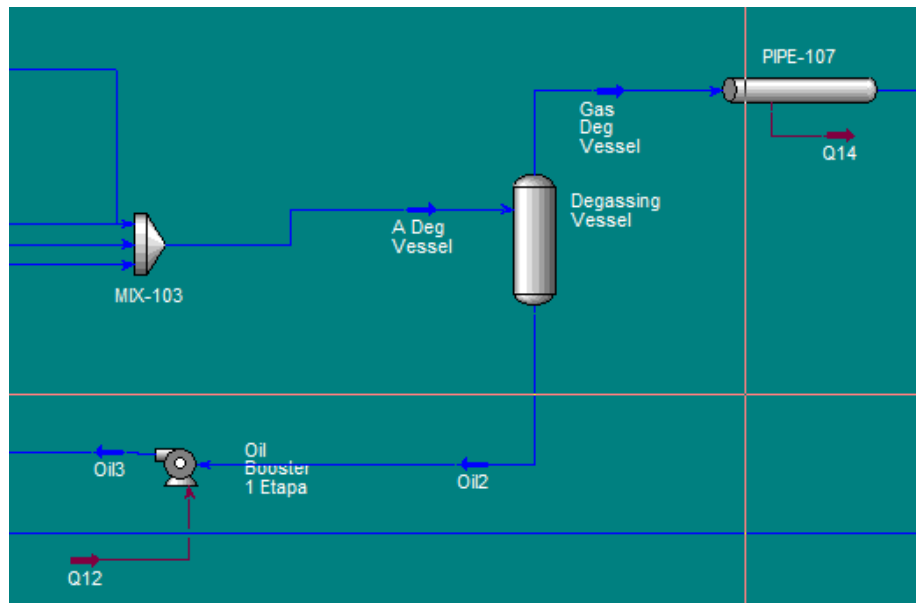 PIPE-107
Gas
Deg
Vessel
Q14
Degassing
Vessel
A Deg
Vessel
MIX-103
Oil
Booster
1 Etapa
Oil3
Oil2
Q12